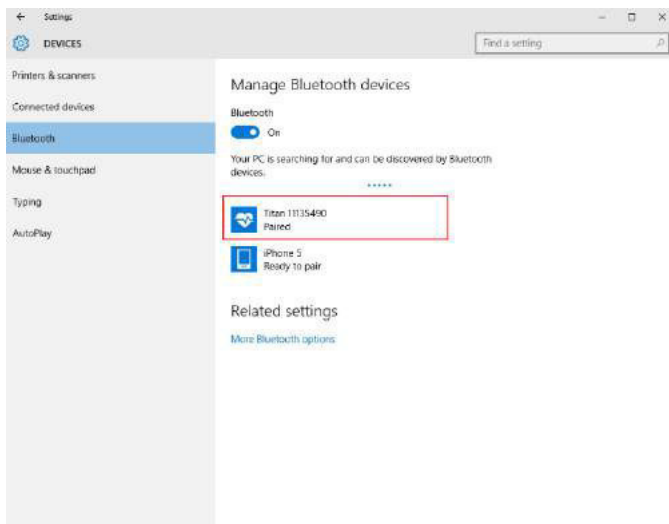 Settings
DEVICES
Find a setting
Printers & scanners
Connected devices
Bluetooth
Mouse & touchpad
Typing
AutoPlay
Manage Bluetooth devices
Bluetooth
On
Your PC is searching for and can be discovered by Bluetooth
devices.
Titan 11135490
Paired
iPhone 5
Ready to pair
Related settings
More Bluetooth options